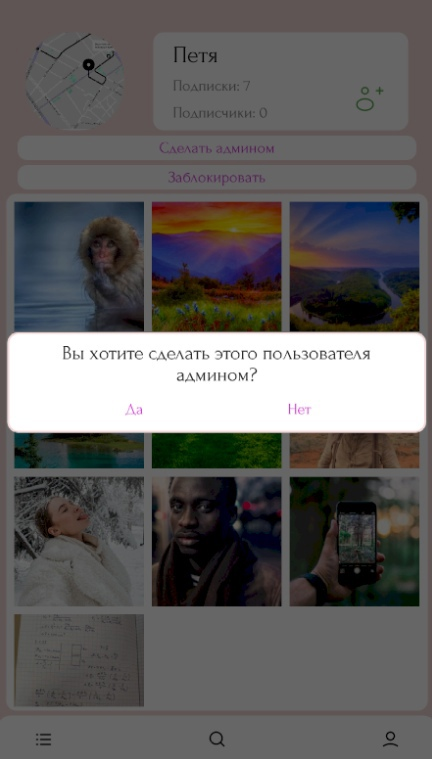 Петя
Подписки: 7
Подписчики: 0
Сделать админом
Заблокировать
Вы хотите сделать этого пользователя
админом?
Да
Нет